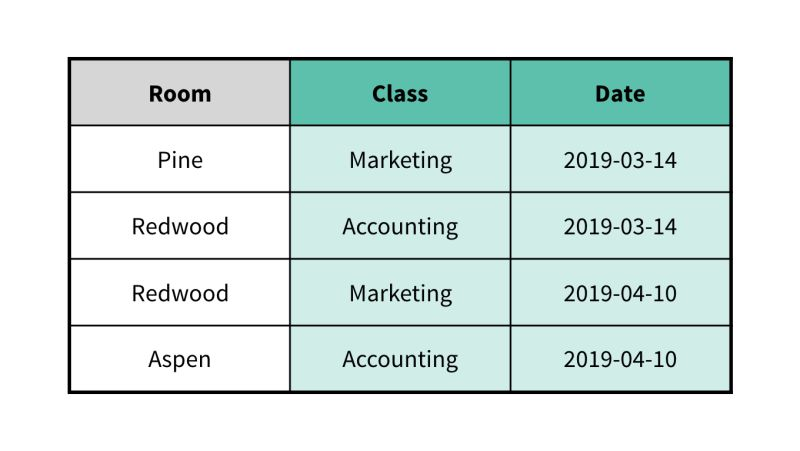 Room Class Date
Pine Marketing 2019-03-14
Redwood Accounting 2019-03-14
Redwood Marketing 2019-04-10
Aspen Accounting 2019-04-10